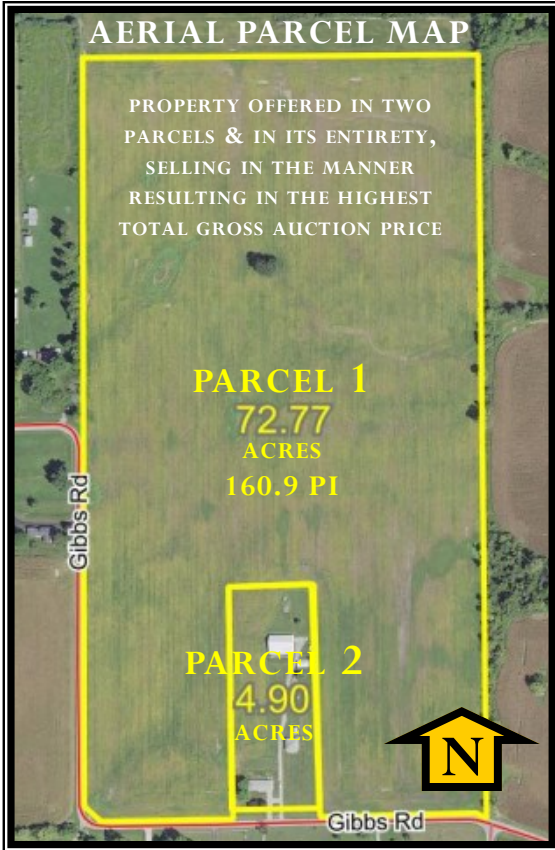 AERIAL PARCEL MAP
PROPERTY OFFERED IN TWO
PARCELS & IN ITS ENTIRETY,
SELLING IN THE MANNER
RESULTING IN THE HIGHEST
TOTAL GROSS AUCTION PRICE
PARCEL 1
72.77
ACRES
160.9 PI
Gibbs Rd
PARCEL 2
4.90
ACRES
N
Gibbs Rd